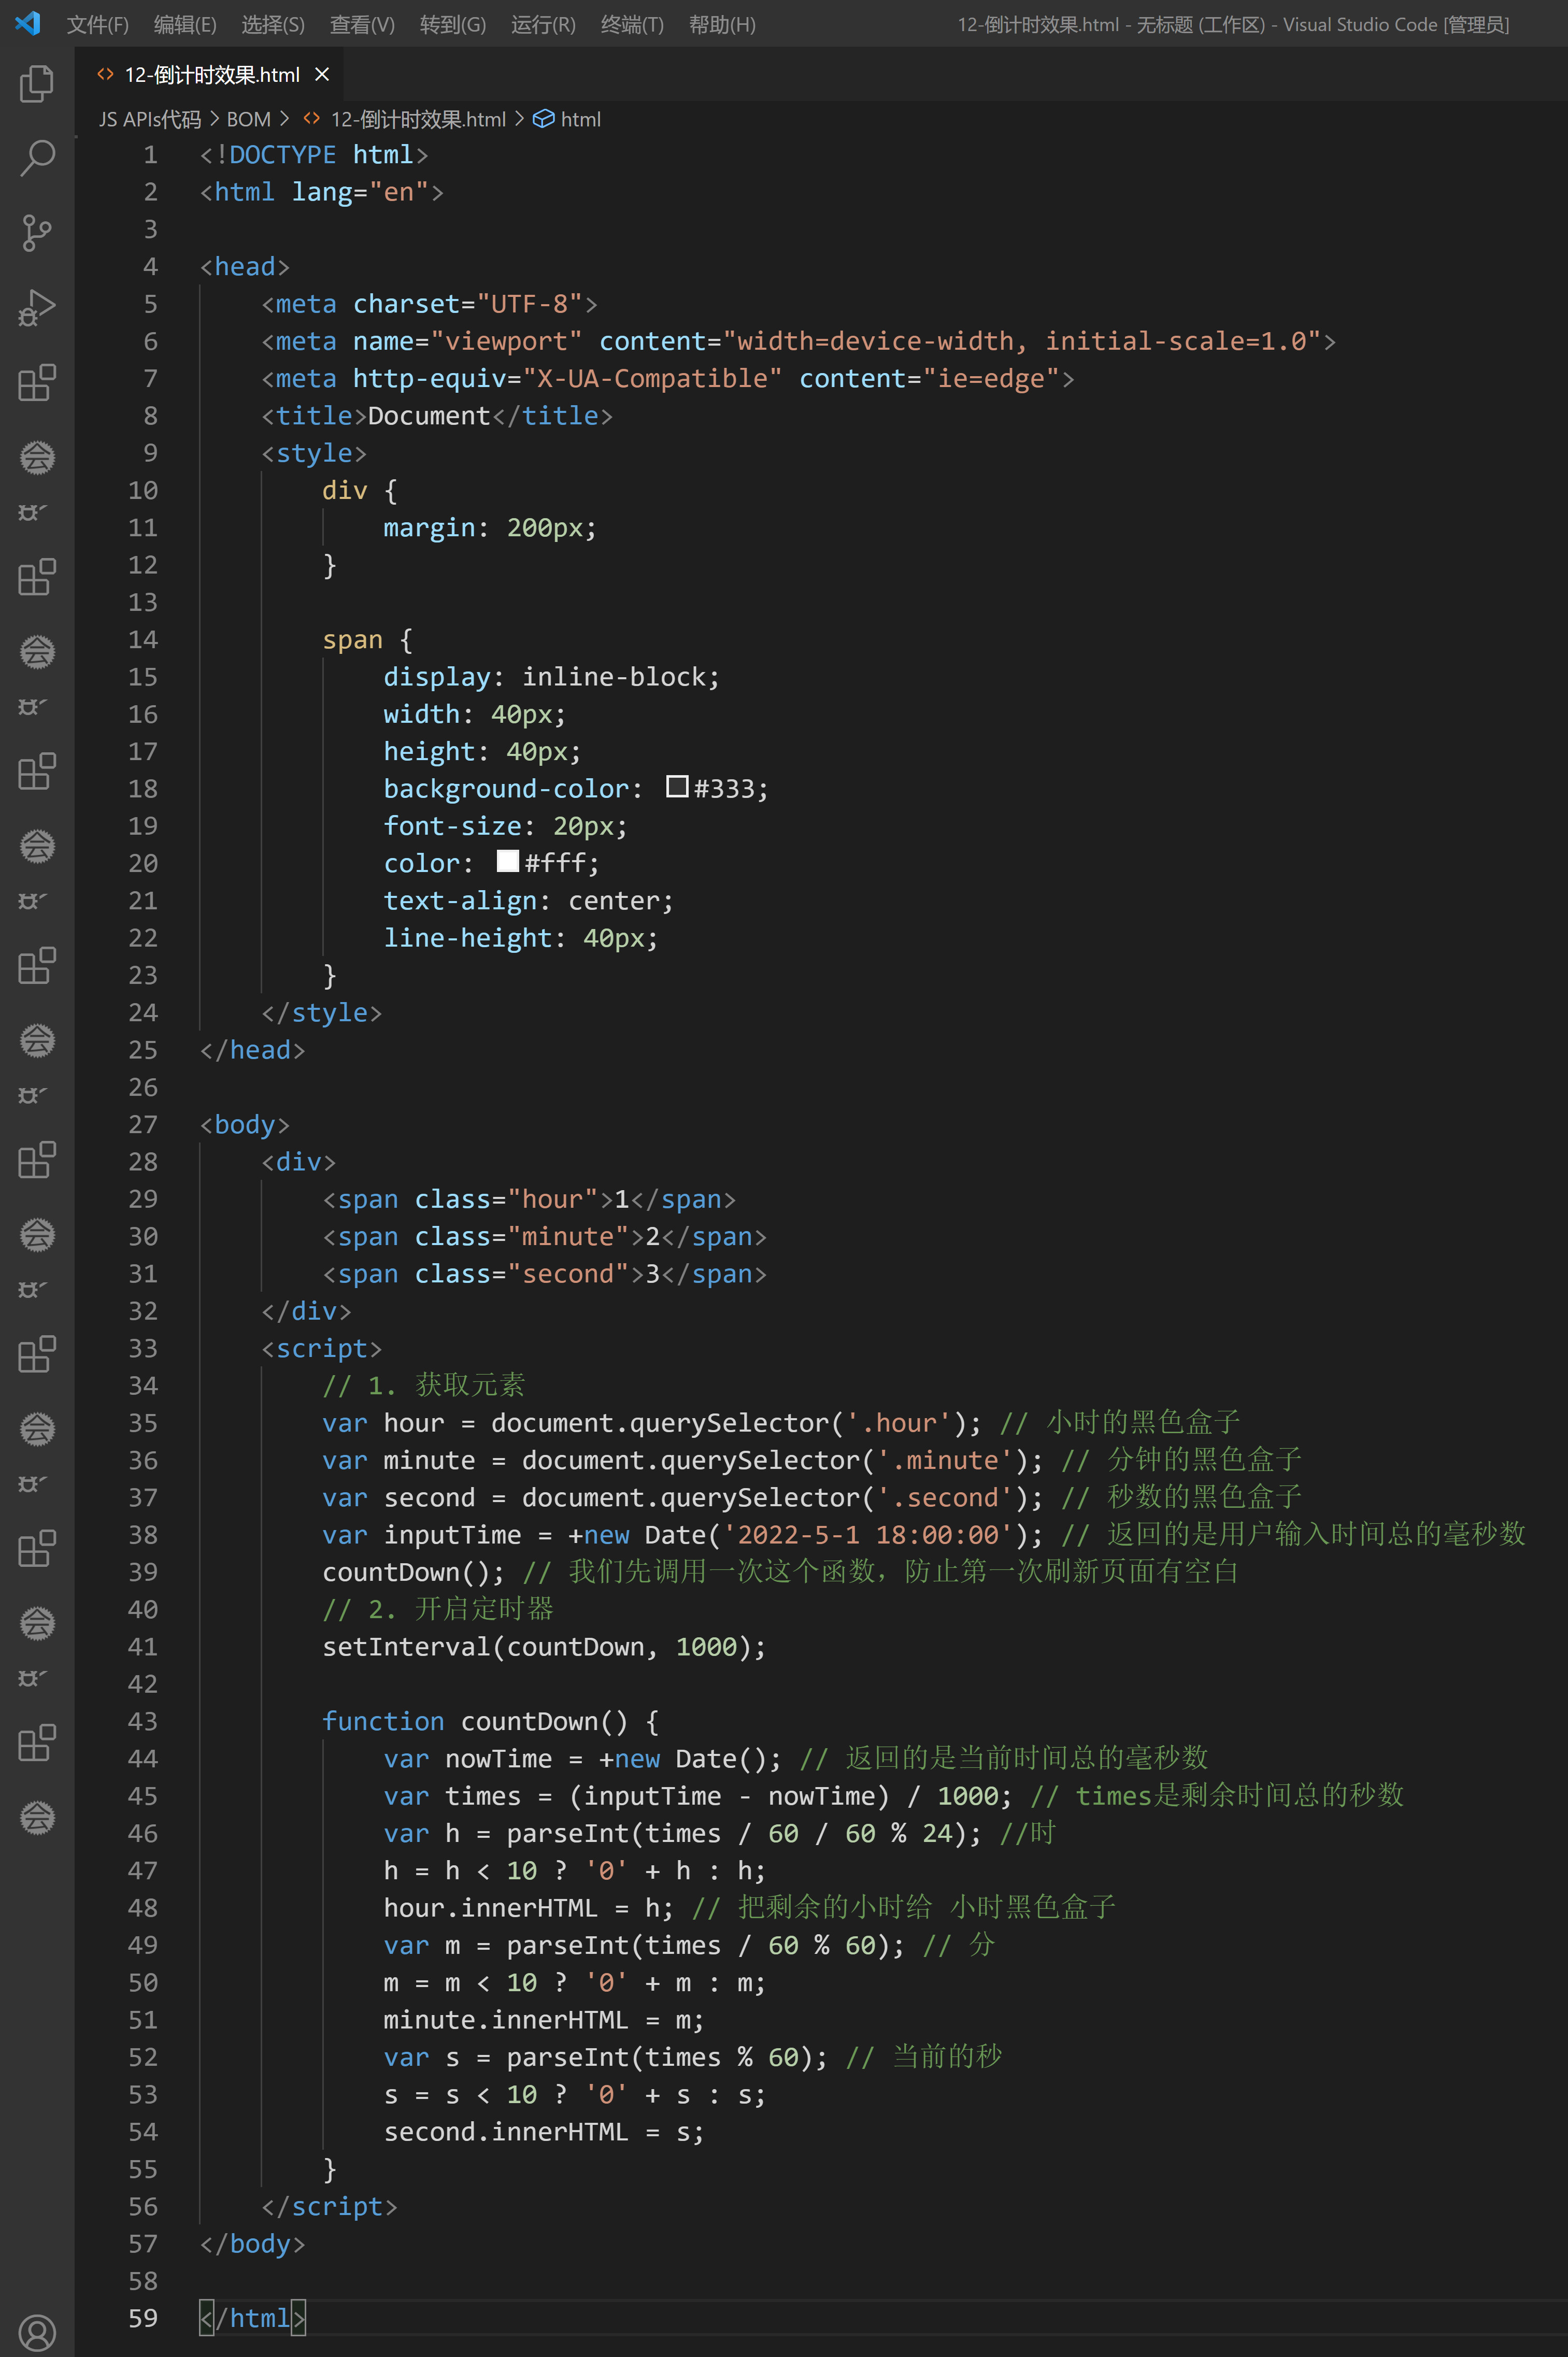 文件(F) 编辑(E) 选择(S) 查看(V) 转到(G) 运行(R) 终端(T) 帮助(H) 12-倒计时效果.html - 无标题 (工作区) - Visual Studio Code [管理员]
12-倒计时效果.html
JS APIs代码 > BOM > 12-倒计时效果.html > html
1 <!DOCTYPE html>
2 <html lang="en">
3
4 <head>
5     <meta charset="UTF-8">
6     <meta name="viewport" content="width=device-width, initial-scale=1.0">
7     <meta http-equiv="X-UA-Compatible" content="ie=edge">
8     <title>Document</title>
9     <style>
10         div {
11             margin: 200px;
12         }
13
14         span {
15             display: inline-block;
16             width: 40px;
17             height: 40px;
18             background-color: #333;
19             font-size: 20px;
20             color: #fff;
21             text-align: center;
22             line-height: 40px;
23         }
24     </style>
25 </head>
26
27 <body>
28     <div>
29         <span class="hour">1</span>
30         <span class="minute">2</span>
31         <span class="second">3</span>
32     </div>
33     <script>
34         // 1. 获取元素
35         var hour = document.querySelector('.hour'); // 小时的黑色盒子
36         var minute = document.querySelector('.minute'); // 分钟的黑色盒子
37         var second = document.querySelector('.second'); // 秒数的黑色盒子
38         var inputTime = +new Date('2022-5-1 18:00:00'); // 返回的是用户输入时间总的毫秒数
39         countDown(); // 我们先调用一次这个函数，防止第一次刷新页面有空白
40         // 2. 开启定时器
41         setInterval(countDown, 1000);
42
43         function countDown() {
44             var nowTime = +new Date(); // 返回的是当前时间总的毫秒数
45             var times = (inputTime - nowTime) / 1000; // times是剩余时间总的秒数
46             var h = parseInt(times / 60 / 60 % 24); //时
47             h = h < 10 ? '0' + h : h;
48             hour.innerHTML = h; // 把剩余的小时给 小时黑色盒子
49             var m = parseInt(times / 60 % 60); // 分
50             m = m < 10 ? '0' + m : m;
51             minute.innerHTML = m;
52             var s = parseInt(times % 60); // 当前的秒
53             s = s < 10 ? '0' + s : s;
54             second.innerHTML = s;
55         }
56     </script>
57 </body>
58
59 </html>